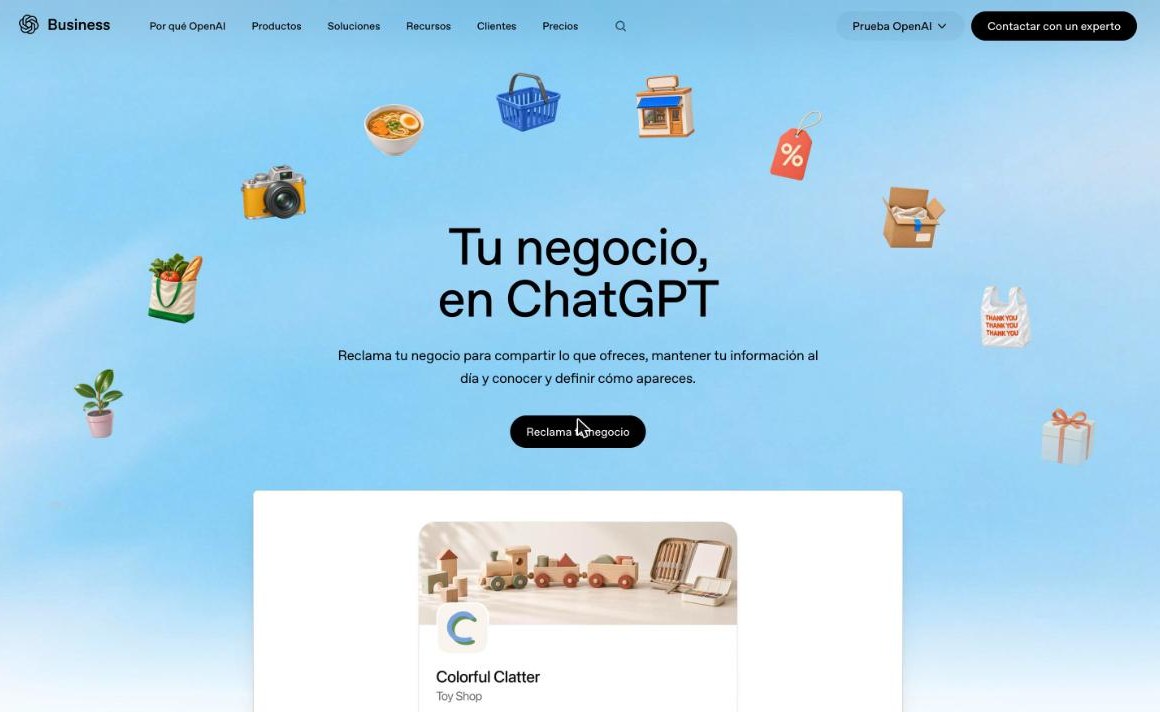 Business
Por qué OpenAI
Productos
Soluciones
Recursos
Clientes
Precios
Prueba OpenAI
Contactar con un experto
%
THANK YOU
THANK YOU
THANK YOU
Tu negocio,
en ChatGPT
Reclama tu negocio para compartir lo que ofreces, mantener tu información al
día y conocer y definir cómo apareces.
Reclama negocio
Colorful Clatter
Toy Shop